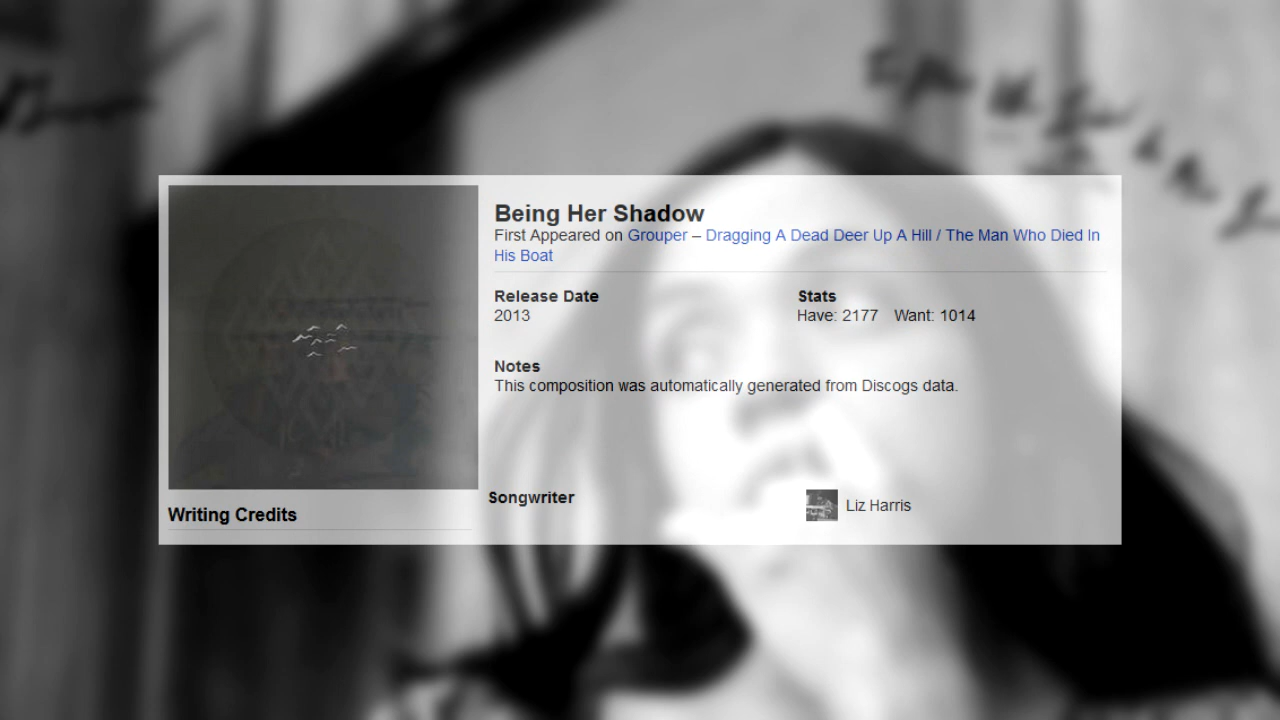 Being Her Shadow
First Appeared on Grouper – Dragging A Dead Deer Up A Hill / The Man Who Died In
His Boat
Release Date
2013
Stats
Have: 2177 Want: 1014
Notes
This composition was automatically generated from Discogs data.
Writing Credits
Songwriter
Liz Harris